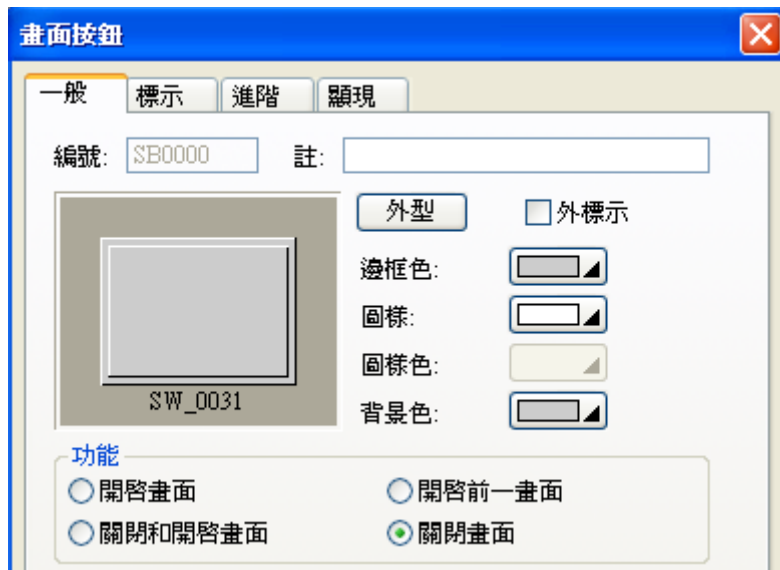 畫面按鈕
一般 標示 進階 顯現
編號: SB0000 註:
外型 外標示
邊框色:
圖樣:
圖樣色:
SW_0031
背景色:
功能
開啓畫面 開啓前一畫面
關閉和開啓畫面 關閉畫面